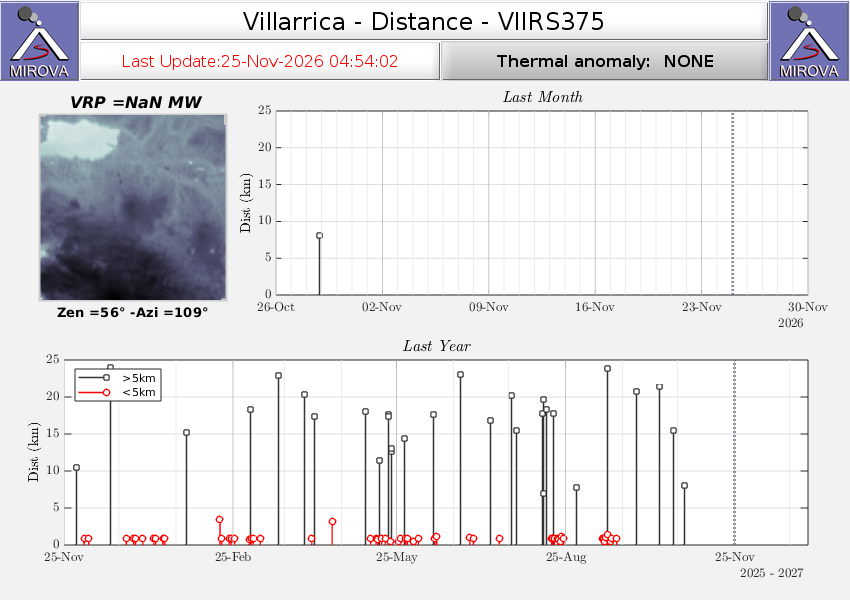 MIROVA
Villarrica - Distance - VIIRS375
MIROVA
Last Update:25-Nov-2026 04:54:02
Thermal anomaly: NONE
VRP =NaN MW
Zen =56° -Azi =109°
Last Month
Dist (km)
25
20
15
10
5
0
26-Oct 02-Nov 09-Nov 16-Nov 23-Nov 30-Nov
2026
Last Year
Dist (km)
25
20
15
10
5
0
>5km
<5km
25-Nov 25-Feb 25-May 25-Aug 25-Nov
2025 - 2027